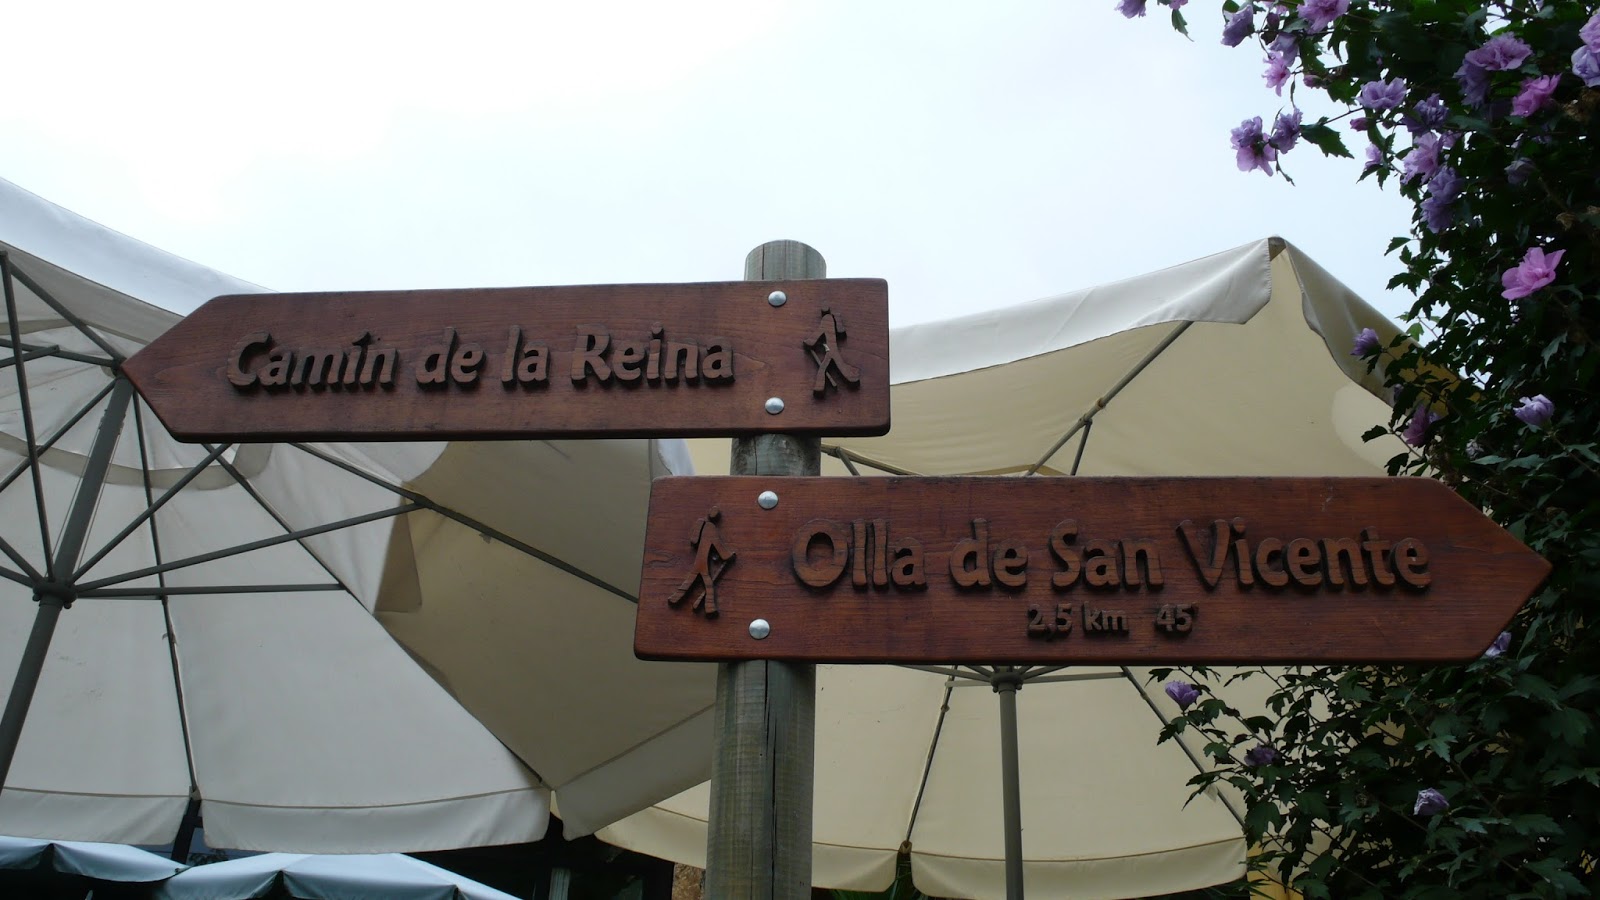 Camín de la Reina
Olla de San Vicente
2,5 km 45'